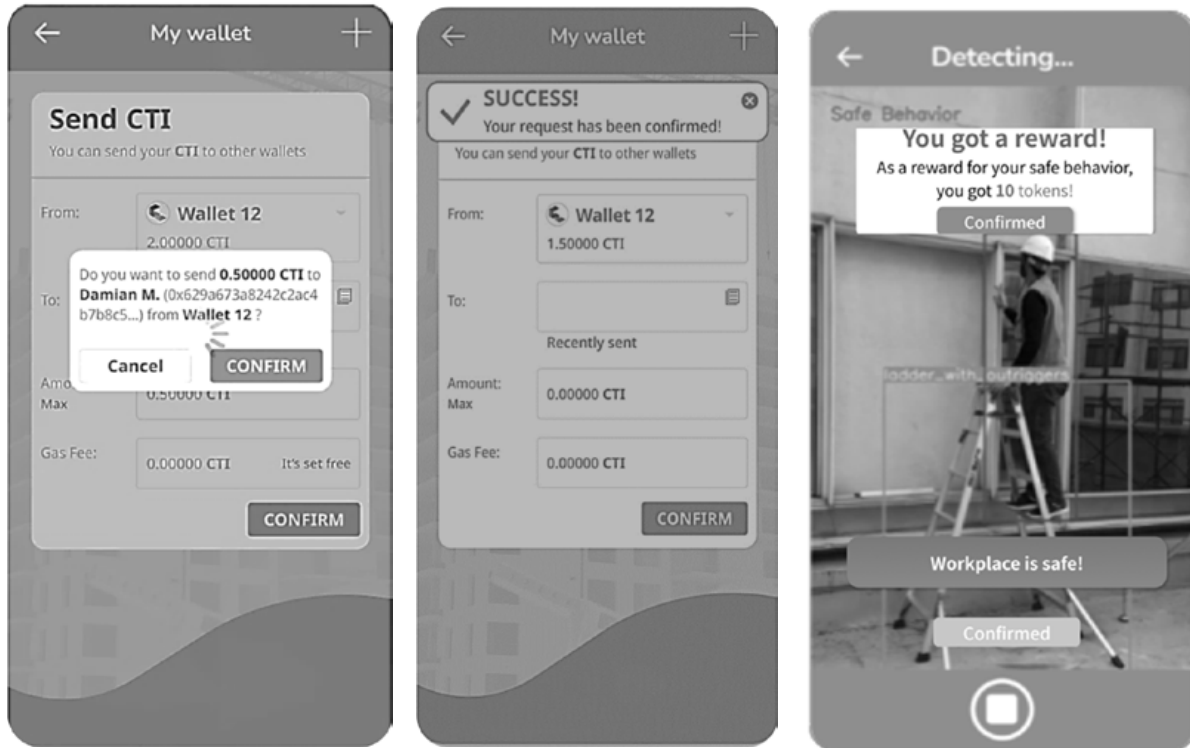 My wallet
Send CTI
You can send your CTI to other wallets
From:
Wallet 12
2.00000 CTI
Do you want to send 0.50000 CTI to
Damian M. (0x629a673a8242c2ac4
b7b8c5...) from Wallet 12 ?
To:
Cancel CONFIRM
Amo
Max
0.50000 CTI
Gas Fee:
0.00000 CTI It's set free
CONFIRM
My wallet
SUCCESS!
Your request has been confirmed!
You can send your CTI to other wallets
From:
Wallet 12
1.50000 CTI
To:
Recently sent
Amount:
Max
0.00000 CTI
Gas Fee:
0.00000 CTI
CONFIRM
Detecting...
Safe Behavior
You got a reward!
As a reward for your safe behavior,
you got 10 tokens!
Confirmed
ladder_with_outriggers
Workplace is safe!
Confirmed